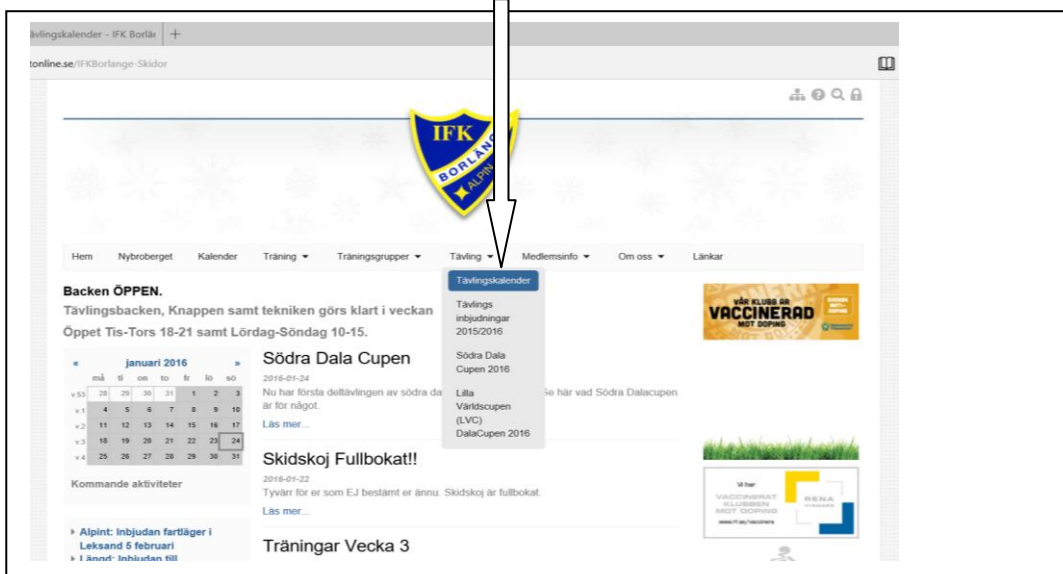 ävlingskalender - IFK Borlär
tonline.se/IFKBorlange-Skidor
IFK
BORLÄNGE
ALPIN
Hem Nybroberget Kalender Träning Träningsgrupper Tävling Medlemsinfo Om oss Länkar
Tävlingskalender
Tävlings
inbjudningar
2015/2016
Södra Dala
Cupen 2016
Lilla
Världscupen
(LVC)
DalaCupen 2016
Backen ÖPPEN.
Tävlingsbacken, Knappen samt tekniken görs klart i veckan
Öppet Tis-Tors 18-21 samt Lördag-Söndag 10-15.
« januari 2016 »
må ti on to fr lö sö
v.53 28 29 30 31 1 2 3
v.1 4 5 6 7 8 9 10
v.2 11 12 13 14 15 16 17
v.3 18 19 20 21 22 23 24
v.4 25 26 27 28 29 30 31
Kommande aktiviteter
Alpint: Inbjudan fartläger i
Leksand 5 februari
Längd: Inbjudan till
Södra Dala Cupen
2016-01-24
Nu har första deltävlingen av södra da Se här vad Södra Dalacupen
är för något.
Läs mer...
Skidskoj Fullbokat!!
2016-01-22
Tyvärr för er som EJ bestämt er ännu. Skidskoj är fullbokat.
Läs mer...
Träningar Vecka 3
VÅR KLUBB ÄR
VACCINERAD
MOT DOPING
Vi har
VACCINERAT
KLUBBEN
MOT DOPING
www.rf.se/vaccinera
RENA
VINNARE